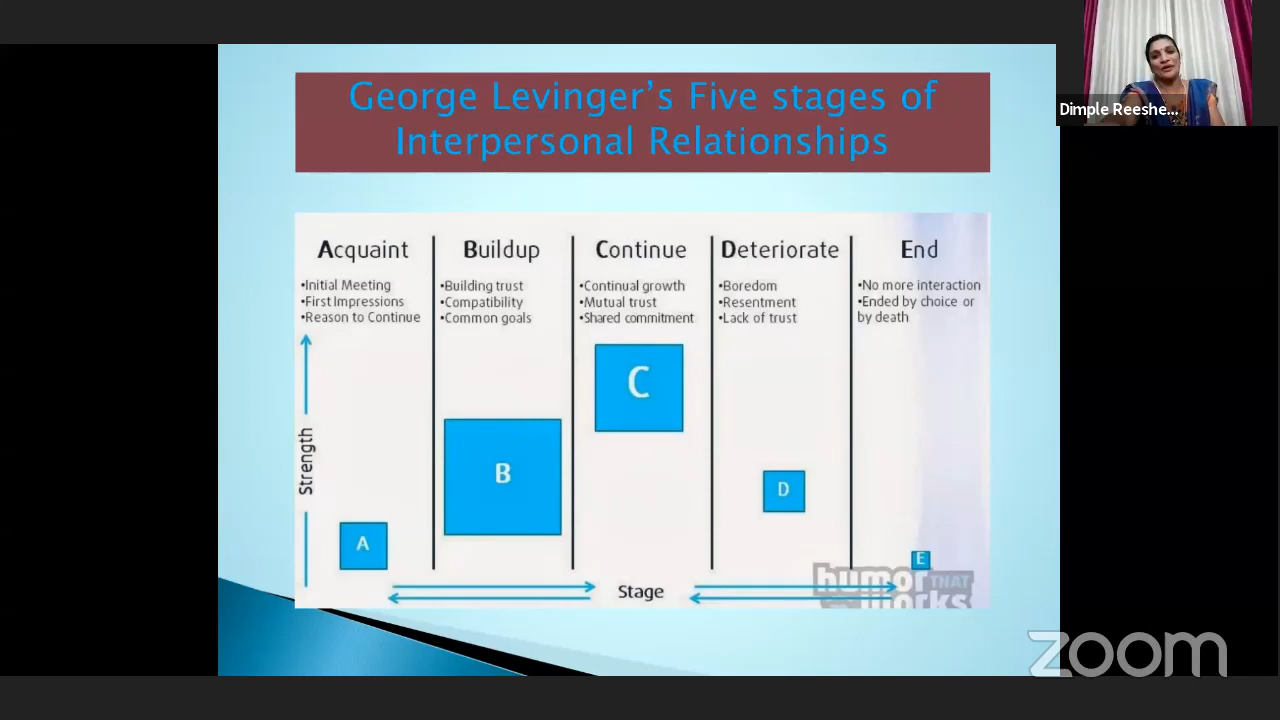 George Levinger's Five stages of
Interpersonal Relationships
Dimple Reeshe...
Acquaint
•Initial Meeting
•First Impressions
•Reason to Continue
Buildup
•Building trust
•Compatibility
•Common goals
Continue
•Continual growth
•Mutual trust
•Shared commitment
Deteriorate
•Boredom
•Resentment
•Lack of trust
End
•No more interaction
•Ended by choice or
by death
Strength
A
B
C
D
E
Stage
humor THAT
works
zoom